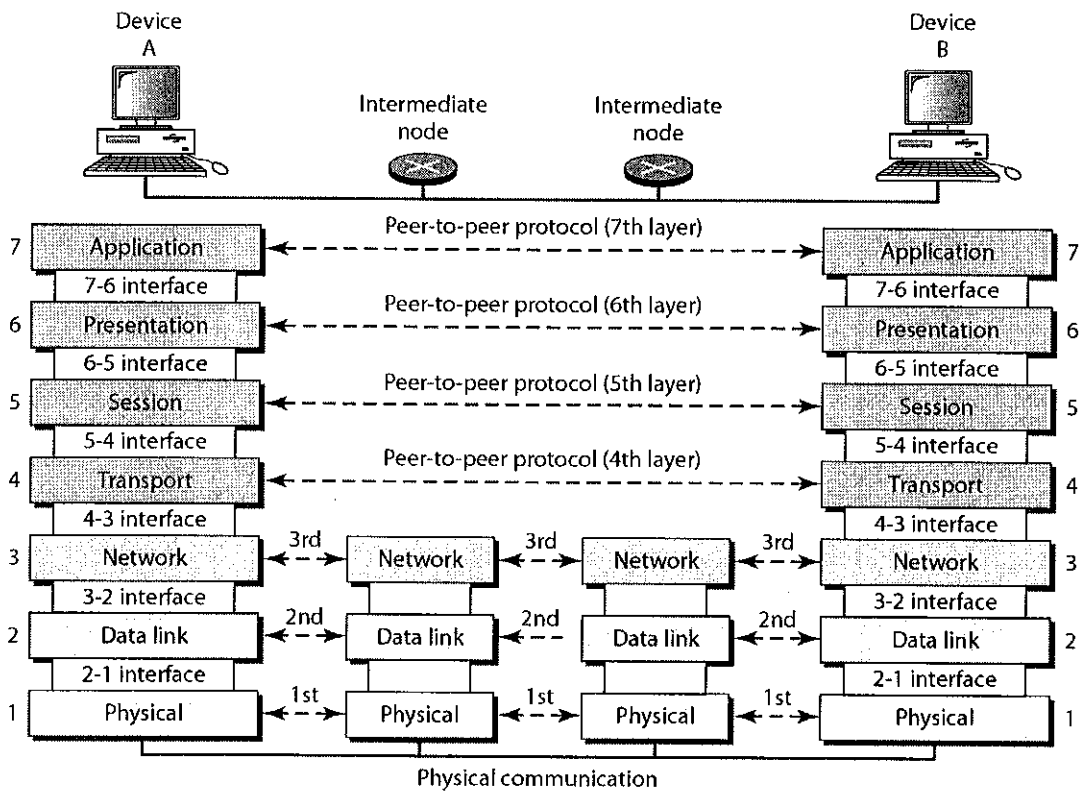 Device
A
Device
B
Intermediate
node
Intermediate
node
Peer-to-peer protocol (7th layer)
7 Application Application 7
7-6 interface 7-6 interface
Peer-to-peer protocol (6th layer)
6 Presentation Presentation 6
6-5 interface 6-5 interface
Peer-to-peer protocol (5th layer)
5 Session Session 5
5-4 interface 5-4 interface
Peer-to-peer protocol (4th layer)
4 Transport Transport 4
4-3 interface 4-3 interface
3 Network 3rd Network 3rd Network 3rd Network 3
3-2 interface 3-2 interface
2 Data link 2nd Data link 2nd Data link 2nd Data link 2
2-1 interface 2-1 interface
1 Physical 1st Physical 1st Physical 1st Physical 1
Physical communication